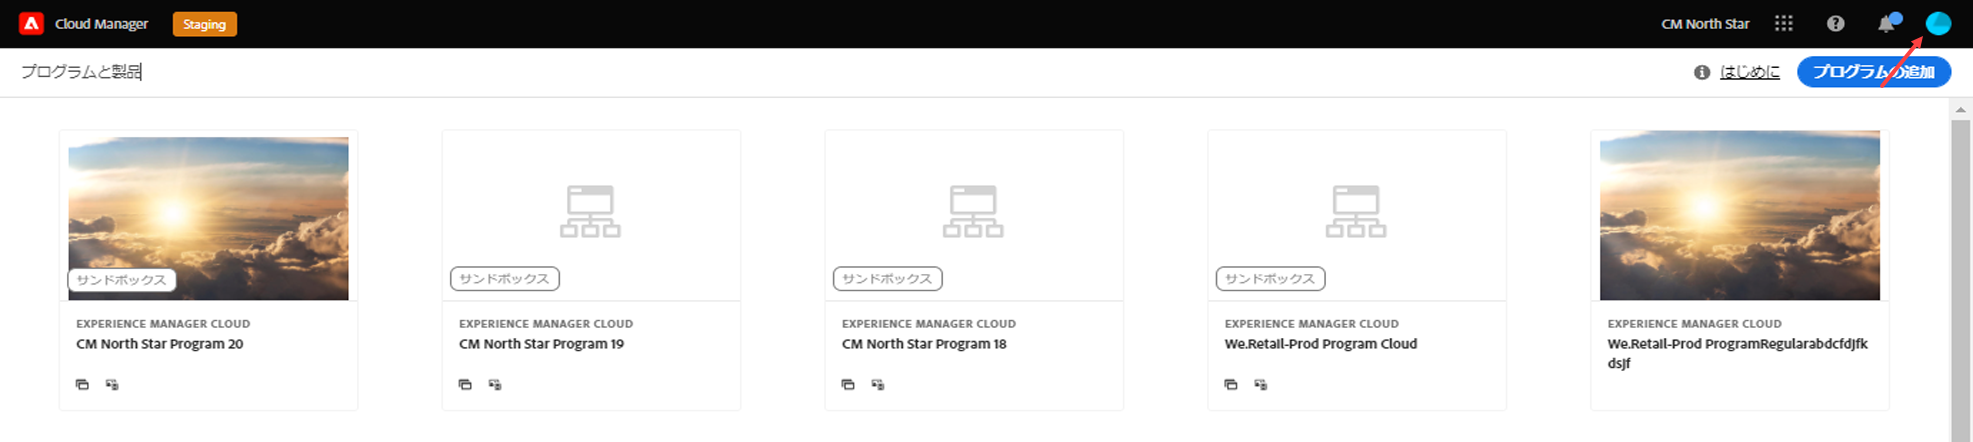 Cloud Manager Staging CM North Star
プログラムと製品 はじめに プログラムの追加
サンドボックス サンドボックス サンドボックス サンドボックス
EXPERIENCE MANAGER CLOUD
CM North Star Program 20
EXPERIENCE MANAGER CLOUD
CM North Star Program 19
EXPERIENCE MANAGER CLOUD
CM North Star Program 18
EXPERIENCE MANAGER CLOUD
We.Retail-Prod Program Cloud
EXPERIENCE MANAGER CLOUD
We.Retail-Prod ProgramRegularabdcfdjfk
dsjf